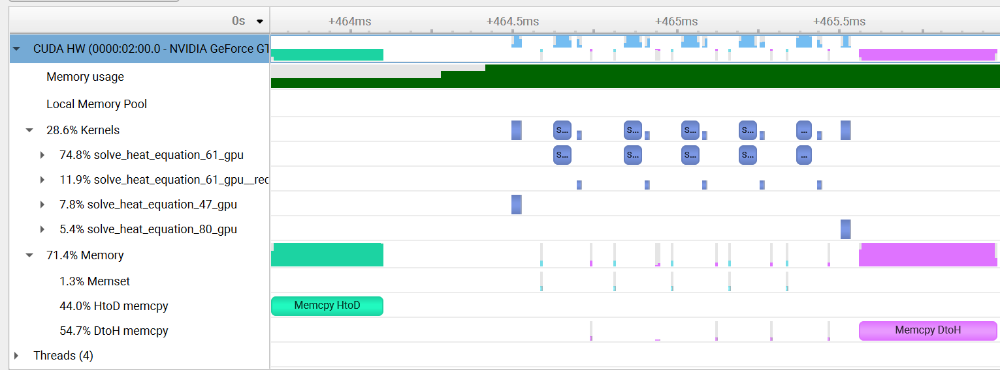 0s +464ms +464.5ms +465ms +465.5ms
CUDA HW (0000:02:00.0 - NVIDIA GeForce GT
Memory usage
Local Memory Pool
28.6% Kernels s... s... s... s... ...
74.8% solve_heat_equation_61_gpu s... s... s... s... ...
11.9% solve_heat_equation_61_gpu__red
7.8% solve_heat_equation_47_gpu
5.4% solve_heat_equation_80_gpu
71.4% Memory
1.3% Memset
44.0% HtoD memcpy Memcpy HtoD
54.7% DtoH memcpy Memcpy DtoH
Threads (4)